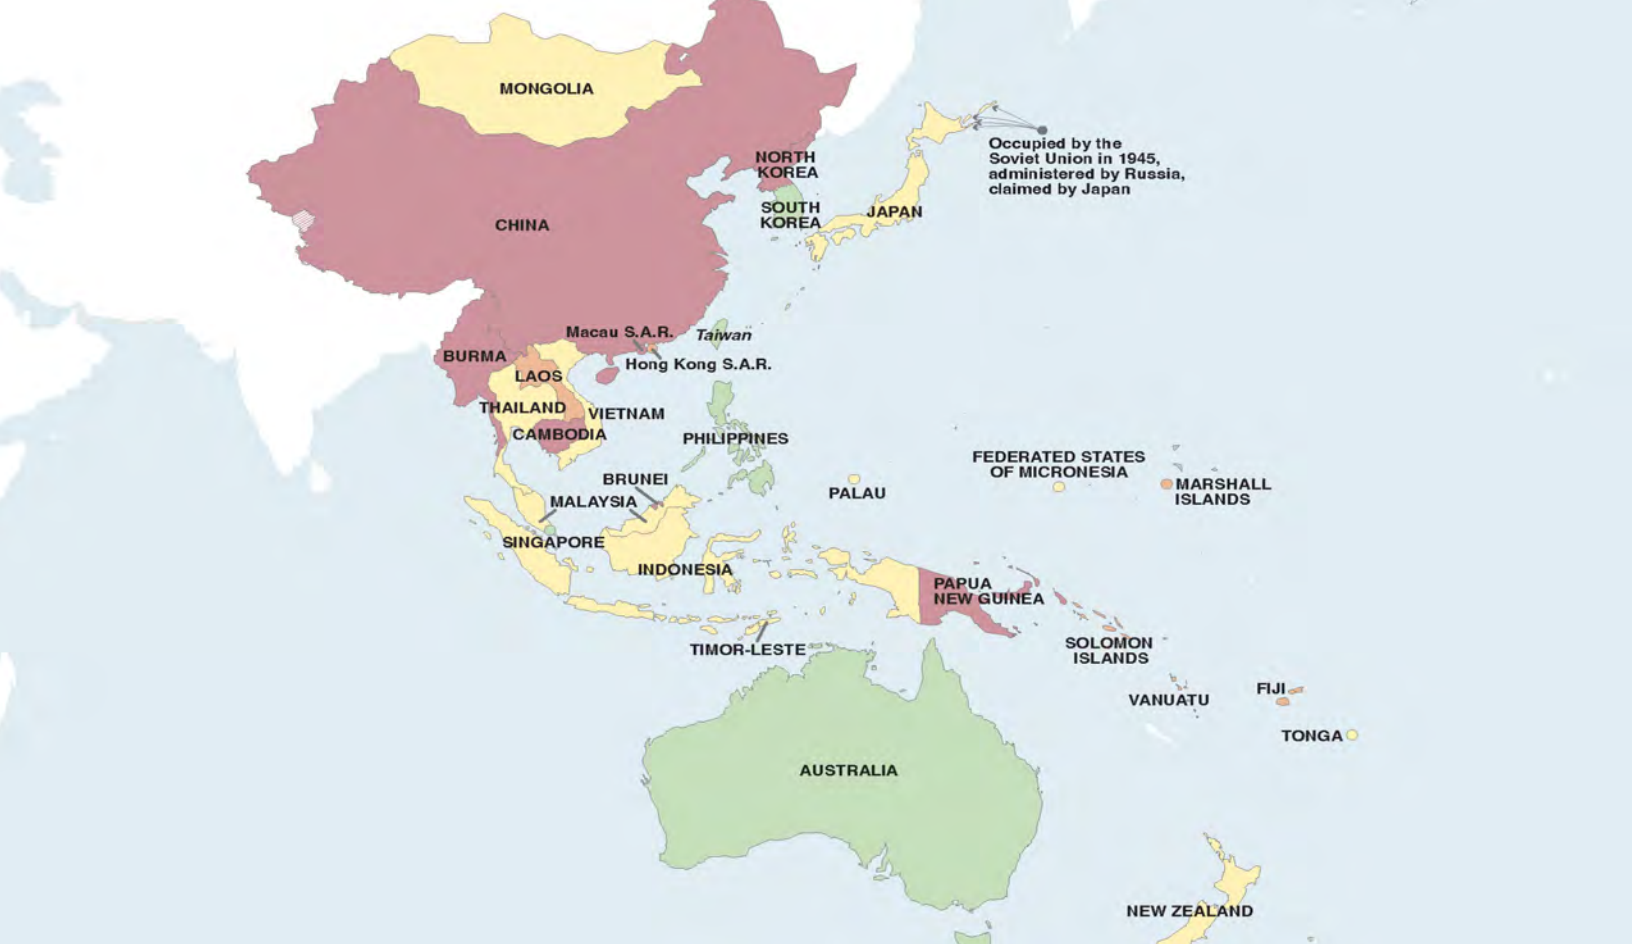 MONGOLIA
Occupied by the
Soviet Union in 1945,
administered by Russia,
claimed by Japan
NORTH
KOREA
SOUTH
KOREA
JAPAN
CHINA
Macau S.A.R.
Taiwan
BURMA
Hong Kong S.A.R.
LAOS
THAILAND
VIETNAM
CAMBODIA
PHILIPPINES
FEDERATED STATES
OF MICRONESIA
BRUNEI
MALAYSIA
PALAU
MARSHALL
ISLANDS
SINGAPORE
INDONESIA
PAPUA
NEW GUINEA
TIMOR-LESTE
SOLOMON
ISLANDS
VANUATU
FIJI
TONGA
AUSTRALIA
NEW ZEALAND